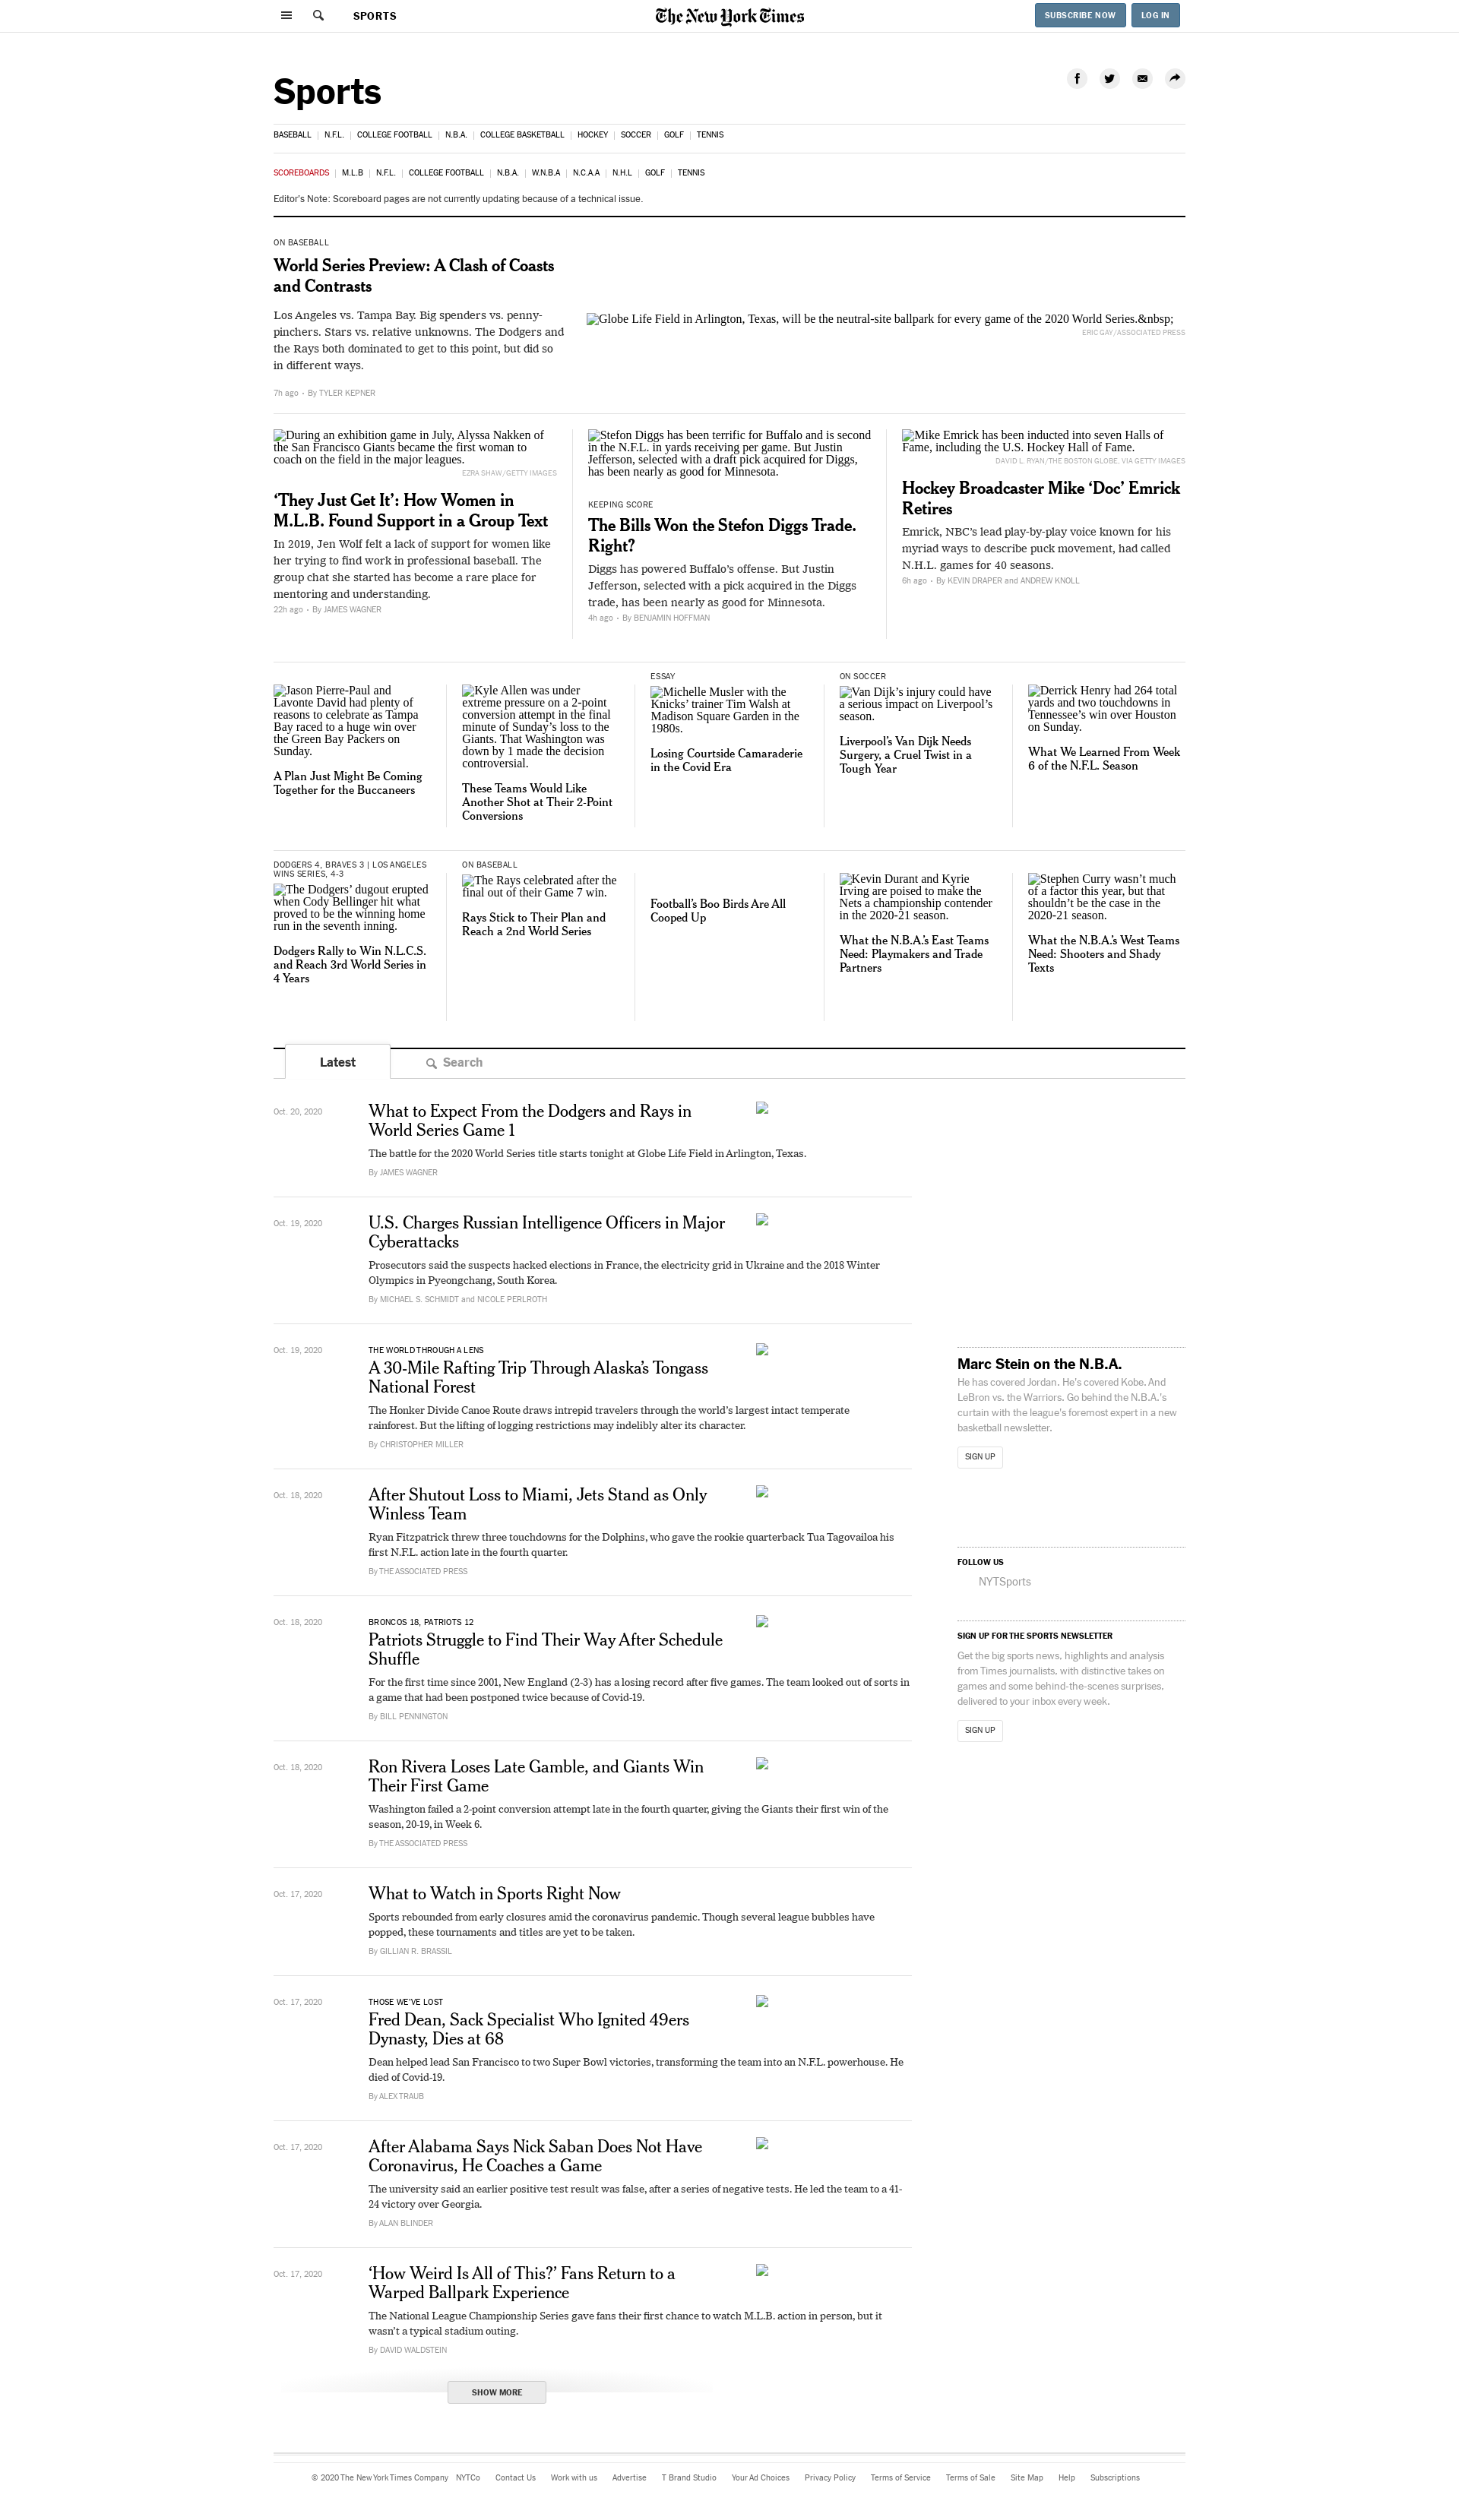 SPORTS
The New York Times
SUBSCRIBE NOW
LOG IN
Sports
BASEBALL | N.F.L. | COLLEGE FOOTBALL | N.B.A. | COLLEGE BASKETBALL | HOCKEY | SOCCER | GOLF | TENNIS
SCOREBOARDS | M.L.B | N.F.L. | COLLEGE FOOTBALL | N.B.A. | W.N.B.A | N.C.A.A | N.H.L | GOLF | TENNIS
Editor's Note: Scoreboard pages are not currently updating because of a technical issue.
ON BASEBALL
World Series Preview: A Clash of Coasts
and Contrasts
Los Angeles vs. Tampa Bay. Big spenders vs. penny-
pinchers. Stars vs. relative unknowns. The Dodgers and
the Rays both dominated to get to this point, but did so
in different ways.
7h ago • By TYLER KEPNER
Globe Life Field in Arlington, Texas, will be the neutral-site ballpark for every game of the 2020 World Series.&nbsp;
ERIC GAY/ASSOCIATED PRESS
During an exhibition game in July, Alyssa Nakken of
the San Francisco Giants became the first woman to
coach on the field in the major leagues.
EZRA SHAW/GETTY IMAGES
‘They Just Get It’: How Women in
M.L.B. Found Support in a Group Text
In 2019, Jen Wolf felt a lack of support for women like
her trying to find work in professional baseball. The
group chat she started has become a rare place for
mentoring and understanding.
22h ago • By JAMES WAGNER
Stefon Diggs has been terrific for Buffalo and is second
in the N.F.L. in yards receiving per game. But Justin
Jefferson, selected with a draft pick acquired for Diggs,
has been nearly as good for Minnesota.
KEEPING SCORE
The Bills Won the Stefon Diggs Trade.
Right?
Diggs has powered Buffalo’s offense. But Justin
Jefferson, selected with a pick acquired in the Diggs
trade, has been nearly as good for Minnesota.
4h ago • By BENJAMIN HOFFMAN
Mike Emrick has been inducted into seven Halls of
Fame, including the U.S. Hockey Hall of Fame.
DAVID L. RYAN/THE BOSTON GLOBE, VIA GETTY IMAGES
Hockey Broadcaster Mike ‘Doc’ Emrick
Retires
Emrick, NBC’s lead play-by-play voice known for his
myriad ways to describe puck movement, had called
N.H.L. games for 40 seasons.
6h ago • By KEVIN DRAPER and ANDREW KNOLL
Jason Pierre-Paul and
Lavonte David had plenty of
reasons to celebrate as Tampa
Bay raced to a huge win over
the Green Bay Packers on
Sunday.
A Plan Just Might Be Coming
Together for the Buccaneers
Kyle Allen was under
extreme pressure on a 2-point
conversion attempt in the final
minute of Sunday’s loss to the
Giants. That Washington was
down by 1 made the decision
controversial.
These Teams Would Like
Another Shot at Their 2-Point
Conversions
ESSAY
Michelle Musler with the
Knicks’ trainer Tim Walsh at
Madison Square Garden in the
1980s.
Losing Courtside Camaraderie
in the Covid Era
ON SOCCER
Van Dijk’s injury could have
a serious impact on Liverpool’s
season.
Liverpool’s Van Dijk Needs
Surgery, a Cruel Twist in a
Tough Year
Derrick Henry had 264 total
yards and two touchdowns in
Tennessee’s win over Houston
on Sunday.
What We Learned From Week
6 of the N.F.L. Season
DODGERS 4, BRAVES 3 | LOS ANGELES
WINS SERIES, 4-3
The Dodgers’ dugout erupted
when Cody Bellinger hit what
proved to be the winning home
run in the seventh inning.
Dodgers Rally to Win N.L.C.S.
and Reach 3rd World Series in
4 Years
ON BASEBALL
The Rays celebrated after the
final out of their Game 7 win.
Rays Stick to Their Plan and
Reach a 2nd World Series
Football’s Boo Birds Are All
Cooped Up
Kevin Durant and Kyrie
Irving are poised to make the
Nets a championship contender
in the 2020-21 season.
What the N.B.A.’s East Teams
Need: Playmakers and Trade
Partners
Stephen Curry wasn’t much
of a factor this year, but that
shouldn’t be the case in the
2020-21 season.
What the N.B.A.’s West Teams
Need: Shooters and Shady
Texts
Latest
Search
Oct. 20, 2020
What to Expect From the Dodgers and Rays in
World Series Game 1
The battle for the 2020 World Series title starts tonight at Globe Life Field in Arlington, Texas.
By JAMES WAGNER
Oct. 19, 2020
U.S. Charges Russian Intelligence Officers in Major
Cyberattacks
Prosecutors said the suspects hacked elections in France, the electricity grid in Ukraine and the 2018 Winter
Olympics in Pyeongchang, South Korea.
By MICHAEL S. SCHMIDT and NICOLE PERLROTH
Oct. 19, 2020
THE WORLD THROUGH A LENS
A 30-Mile Rafting Trip Through Alaska’s Tongass
National Forest
The Honker Divide Canoe Route draws intrepid travelers through the world’s largest intact temperate
rainforest. But the lifting of logging restrictions may indelibly alter its character.
By CHRISTOPHER MILLER
Oct. 18, 2020
After Shutout Loss to Miami, Jets Stand as Only
Winless Team
Ryan Fitzpatrick threw three touchdowns for the Dolphins, who gave the rookie quarterback Tua Tagovailoa his
first N.F.L. action late in the fourth quarter.
By THE ASSOCIATED PRESS
Oct. 18, 2020
BRONCOS 18, PATRIOTS 12
Patriots Struggle to Find Their Way After Schedule
Shuffle
For the first time since 2001, New England (2-3) has a losing record after five games. The team looked out of sorts in
a game that had been postponed twice because of Covid-19.
By BILL PENNINGTON
Oct. 18, 2020
Ron Rivera Loses Late Gamble, and Giants Win
Their First Game
Washington failed a 2-point conversion attempt late in the fourth quarter, giving the Giants their first win of the
season, 20-19, in Week 6.
By THE ASSOCIATED PRESS
Oct. 17, 2020
What to Watch in Sports Right Now
Sports rebounded from early closures amid the coronavirus pandemic. Though several league bubbles have
popped, these tournaments and titles are yet to be taken.
By GILLIAN R. BRASSIL
Oct. 17, 2020
THOSE WE’VE LOST
Fred Dean, Sack Specialist Who Ignited 49ers
Dynasty, Dies at 68
Dean helped lead San Francisco to two Super Bowl victories, transforming the team into an N.F.L. powerhouse. He
died of Covid-19.
By ALEX TRAUB
Oct. 17, 2020
After Alabama Says Nick Saban Does Not Have
Coronavirus, He Coaches a Game
The university said an earlier positive test result was false, after a series of negative tests. He led the team to a 41-
24 victory over Georgia.
By ALAN BLINDER
Oct. 17, 2020
‘How Weird Is All of This?’ Fans Return to a
Warped Ballpark Experience
The National League Championship Series gave fans their first chance to watch M.L.B. action in person, but it
wasn’t a typical stadium outing.
By DAVID WALDSTEIN
SHOW MORE
Marc Stein on the N.B.A.
He has covered Jordan. He's covered Kobe. And
LeBron vs. the Warriors. Go behind the N.B.A.'s
curtain with the league's foremost expert in a new
basketball newsletter.
SIGN UP
FOLLOW US
NYTSports
SIGN UP FOR THE SPORTS NEWSLETTER
Get the big sports news, highlights and analysis
from Times journalists, with distinctive takes on
games and some behind-the-scenes surprises,
delivered to your inbox every week.
SIGN UP
© 2020 The New York Times Company NYTCo Contact Us Work with us Advertise T Brand Studio Your Ad Choices Privacy Policy Terms of Service Terms of Sale Site Map Help Subscriptions